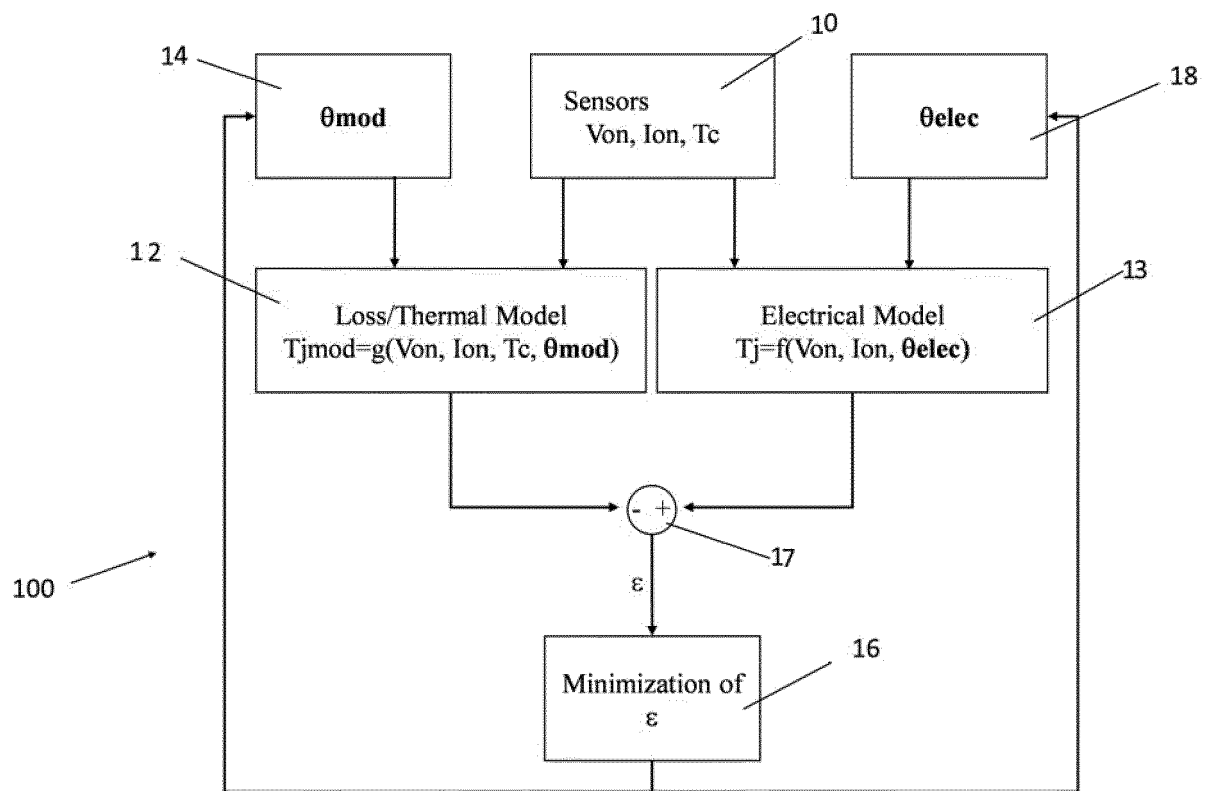 10
14
18
θmod
Sensors
Von, Ion, Tc
θelec
12
13
Loss/Thermal Model
Tjmod=g(Von, Ion, Tc, θmod)
Electrical Model
Tj=f(Von, Ion, θelec)
- +
17
100
ε
16
Minimization of
ε